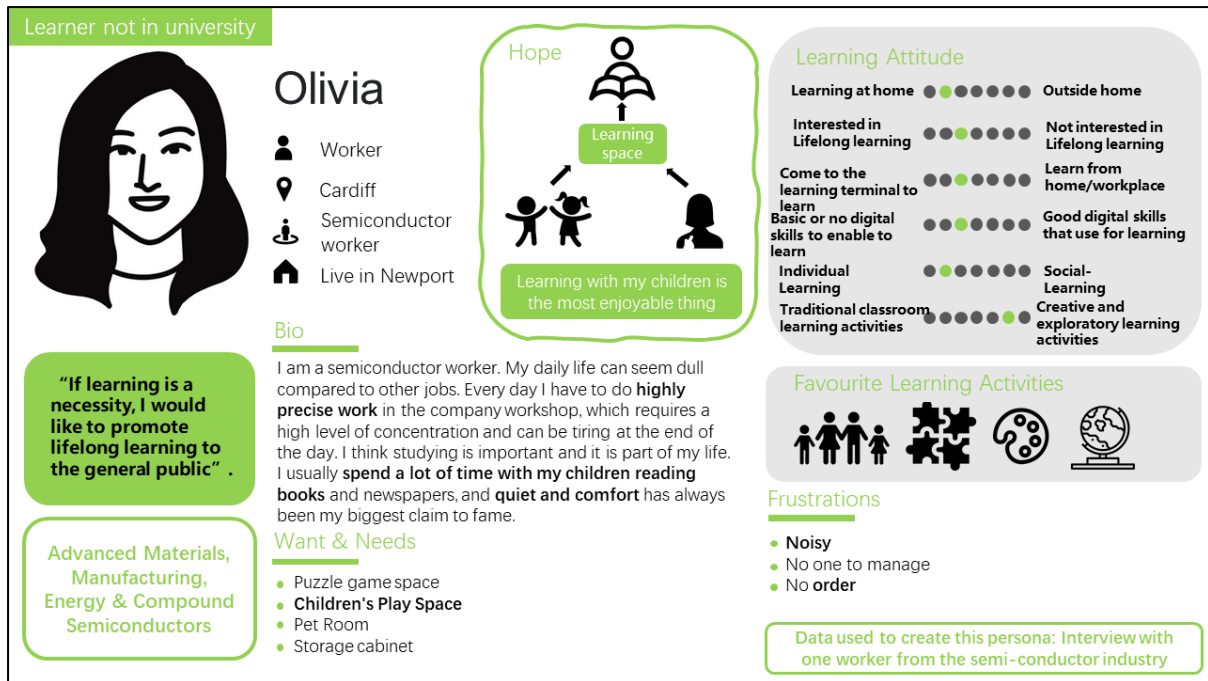 Learner not in university
Olivia
Worker
Cardiff
Semiconductor
worker
Live in Newport
Hope
Learning
space
Learning with my children is
the most enjoyable thing
Learning Attitude
Learning at home
Outside home
Interested in
Lifelong learning
Not interested in
Lifelong learning
Come to the
learning terminal to
learn
Learn from
home/workplace
Basic or no digital
skills to enable to
learn
Good digital skills
that use for learning
Individual
Learning
Social-
Learning
Traditional classroom
learning activities
Creative and
exploratory learning
activities
“If learning is a
necessity, I would
like to promote
lifelong learning to
the general public” .
Advanced Materials,
Manufacturing,
Energy & Compound
Semiconductors
Bio
I am a semiconductor worker. My daily life can seem dull
compared to other jobs. Every day I have to do highly
precise work in the company workshop, which requires a
high level of concentration and can be tiring at the end of
the day. I think studying is important and it is part of my life.
I usually spend a lot of time with my children reading
books and newspapers, and quiet and comfort has always
been my biggest claim to fame.
Want & Needs
Puzzle game space
Children's Play Space
Pet Room
Storage cabinet
Favourite Learning Activities
Frustrations
Noisy
No one to manage
No order
Data used to create this persona: Interview with
one worker from the semi-conductor industry